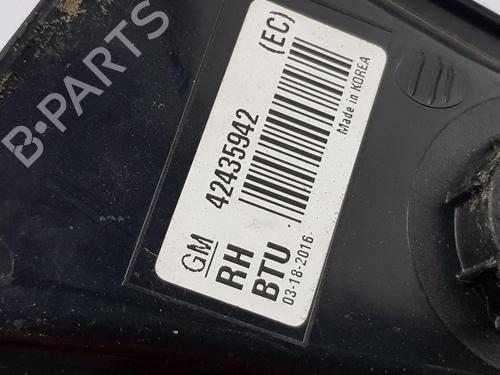 (EC)
GM 42435942
RH
BTU
03-18-2016
Made in KOREA
B-PARTS